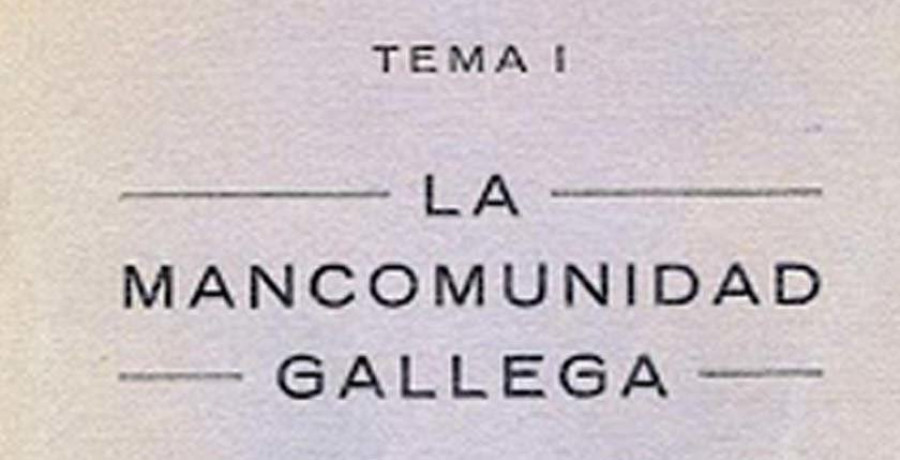 TEMA I
LA
MANCOMUNIDAD
GALLEGA